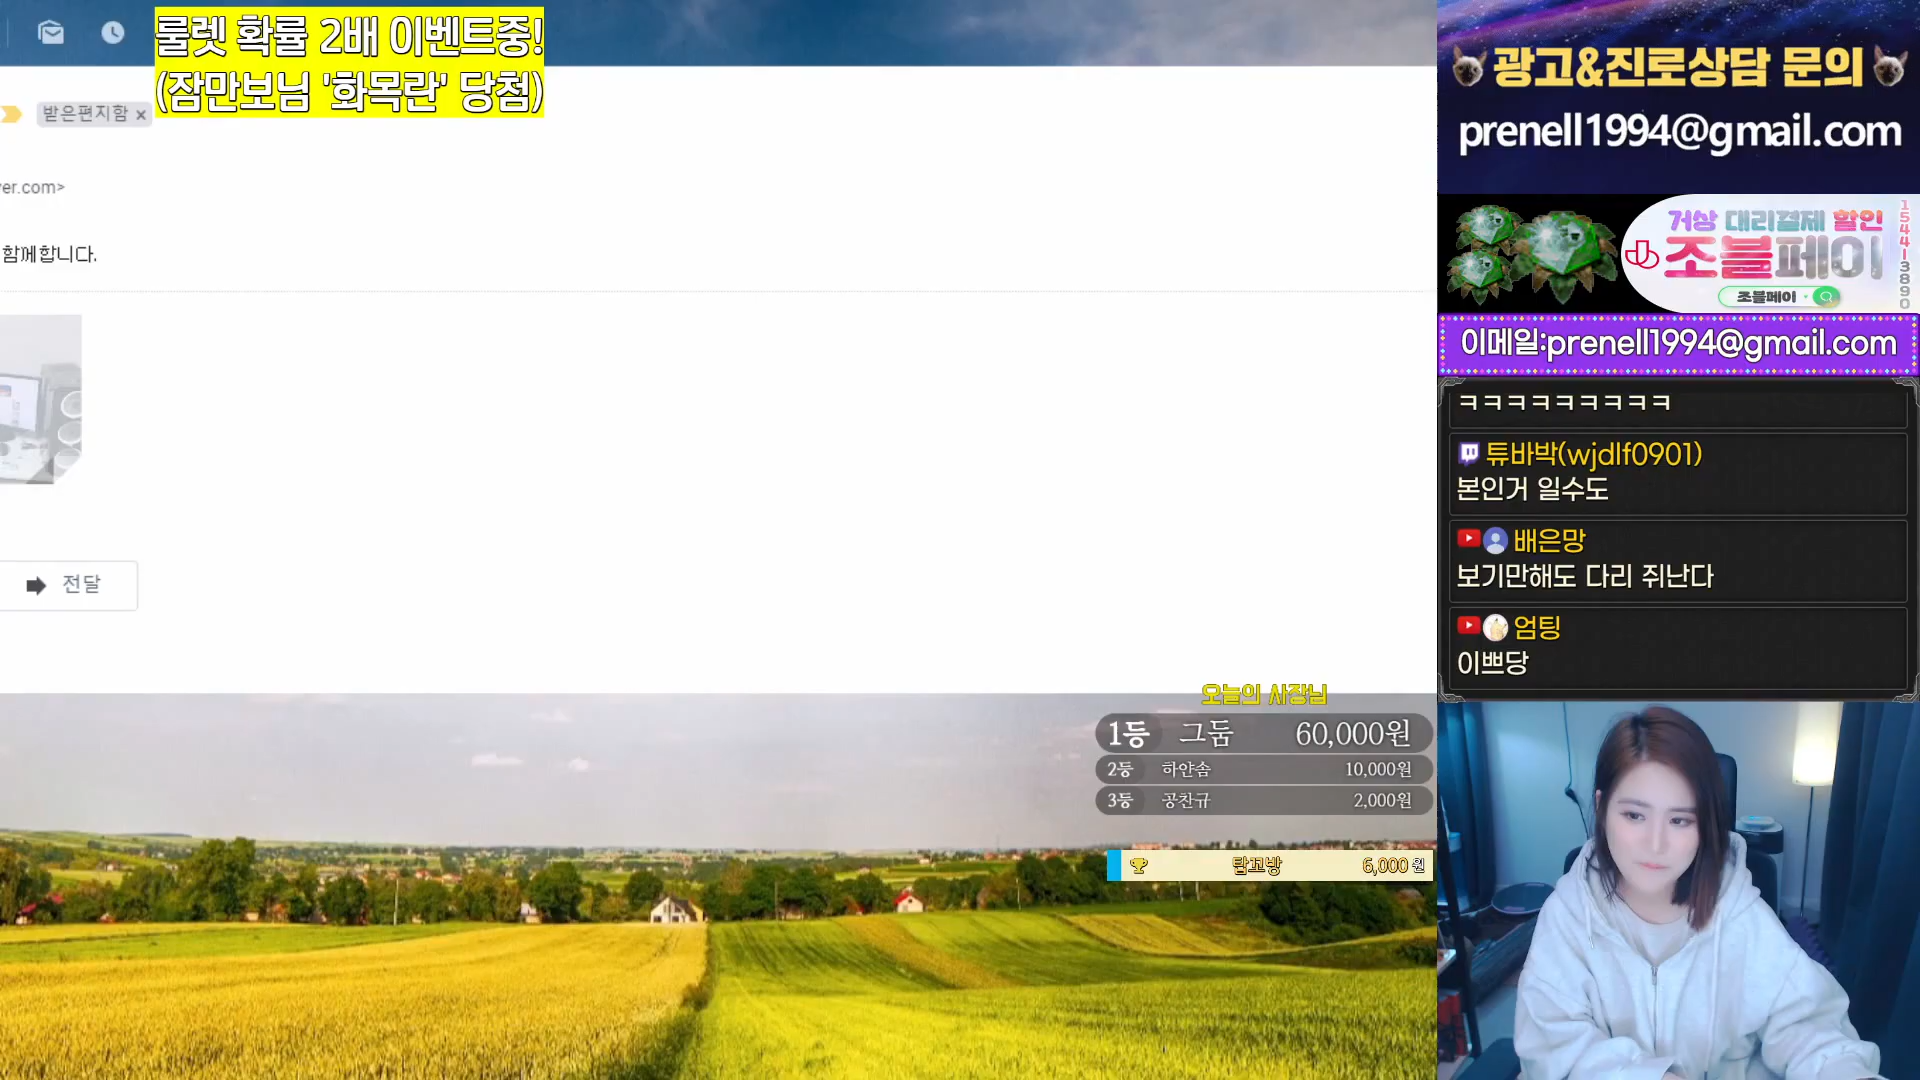 룰렛 확률 2배 이벤트중!
(잠만보님 '화목란' 당첨)
받은편지함 ×
ver.com>
함께합니다.
전달
오늘의 사장님
1등 그둠 60,000원
2등 하얀솜 10,000원
3등 공찬규 2,000원
탐꼬방 6,000 원
광고&진로상담 문의
prenell1994@gmail.com
거상 대리결제 할인
조블페이
조블페이
1544-3890
이메일:prenell1994@gmail.com
ㅋㅋㅋㅋㅋㅋㅋㅋㅋ
튜바박(wjdlf0901)
본인거 일수도
배은망
보기만해도 다리 쥐난다
엄팅
이쁘당